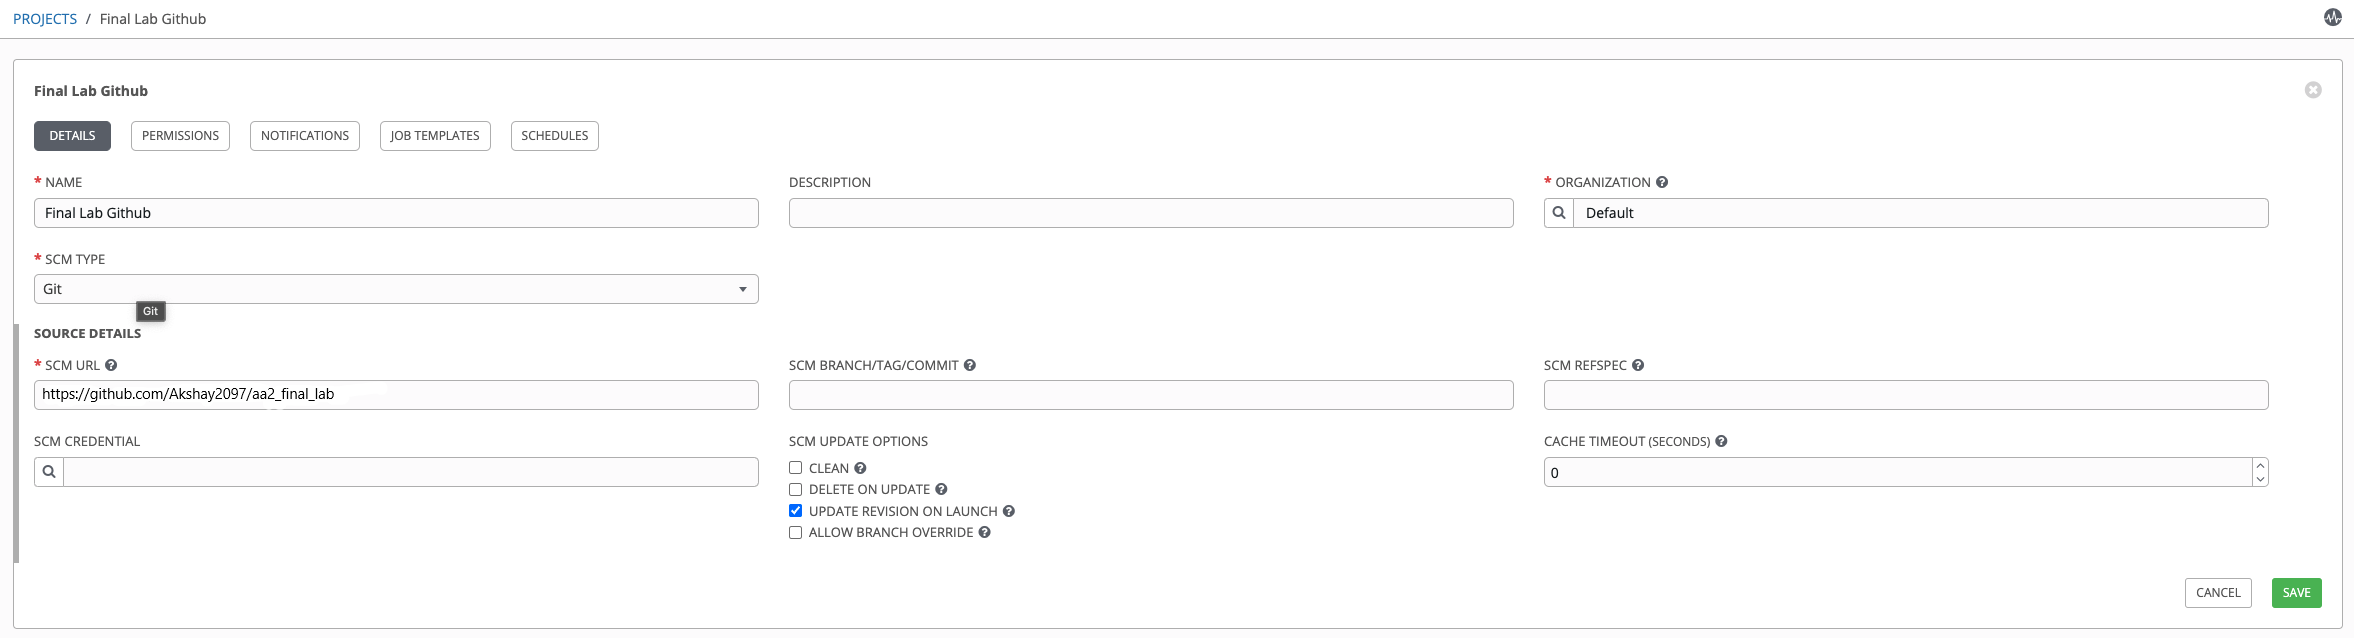 PROJECTS / Final Lab Github
Final Lab Github
DETAILS PERMISSIONS NOTIFICATIONS JOB TEMPLATES SCHEDULES
* NAME DESCRIPTION * ORGANIZATION ?
Final Lab Github Default
* SCM TYPE
Git
Git
SOURCE DETAILS
* SCM URL ? SCM BRANCH/TAG/COMMIT ? SCM REFSPEC ?
https://github.com/Akshay2097/aa2_final_lab
SCM CREDENTIAL SCM UPDATE OPTIONS CACHE TIMEOUT (SECONDS) ?
CLEAN ?
0
DELETE ON UPDATE ?
UPDATE REVISION ON LAUNCH ?
ALLOW BRANCH OVERRIDE ?
CANCEL SAVE